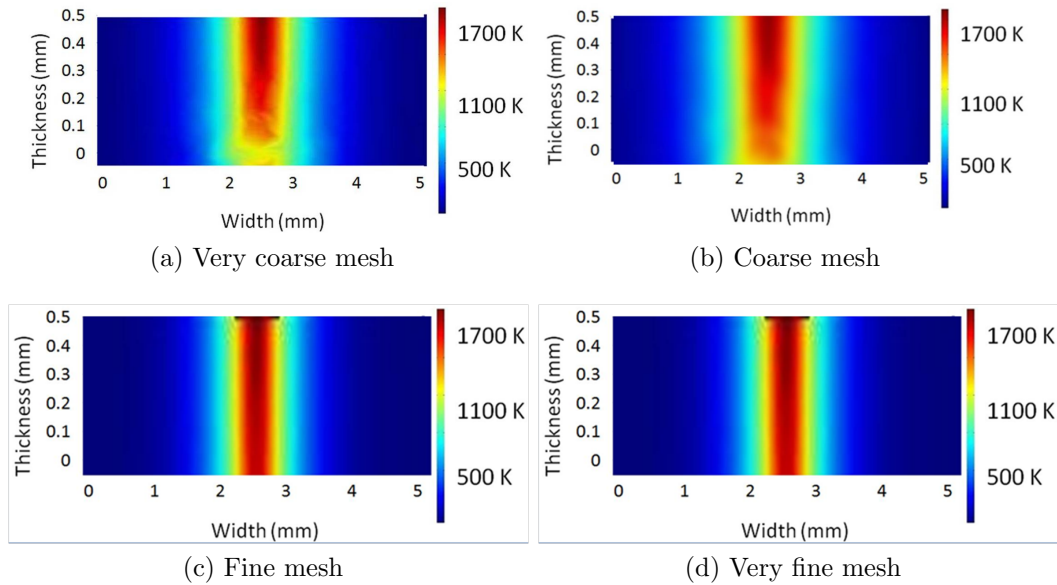 0.5
0.4
0.3
0.2
0.1
0
Thickness (mm)
0 1 2 3 4 5
Width (mm)
1700 K
1100 K
500 K
(a) Very coarse mesh
0.5
0.4
0.3
0.2
0.1
0
Thickness (mm)
0 1 2 3 4 5
Width (mm)
1700 K
1100 K
500 K
(b) Coarse mesh
0.5
0.4
0.3
0.2
0.1
0
Thickness (mm)
0 1 2 3 4 5
Width (mm)
1700 K
1100 K
500 K
(c) Fine mesh
0.5
0.4
0.3
0.2
0.1
0
Thickness (mm)
0 1 2 3 4 5
Width (mm)
1700 K
1100 K
500 K
(d) Very fine mesh